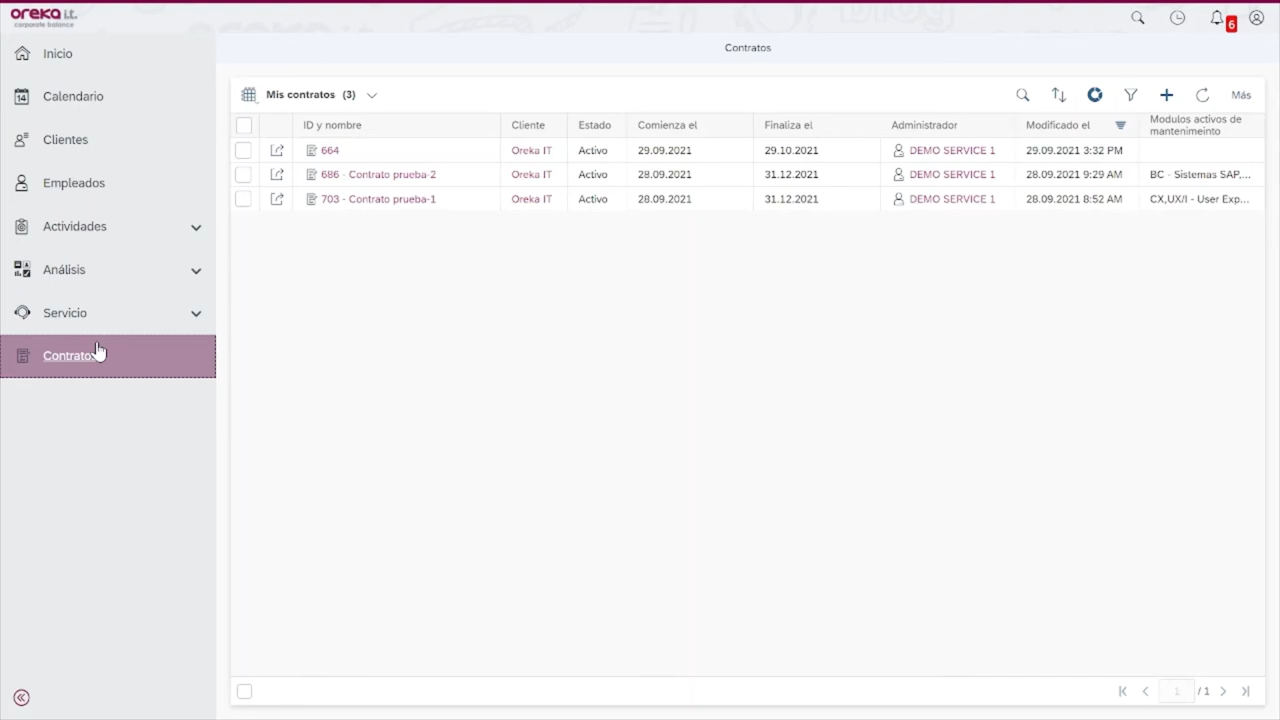 oreka i.t.
corporate balance
6
Inicio
14
Calendario
Clientes
Empleados
Actividades
Análisis
Servicio
Contratos
Contratos
Mis contratos (3)
Más
ID y nombre Cliente Estado Comienza el Finaliza el Administrador Modificado el Modulos activos de mantenimeinto
664 Oreka IT Activo 29.09.2021 29.10.2021 DEMO SERVICE 1 29.09.2021 3:32 PM
686 - Contrato prueba-2 Oreka IT Activo 28.09.2021 31.12.2021 DEMO SERVICE 1 28.09.2021 9:29 AM BC - Sistemas SAP,...
703 - Contrato prueba-1 Oreka IT Activo 28.09.2021 31.12.2021 DEMO SERVICE 1 28.09.2021 8:52 AM CX,UX/I - User Exp...
1 / 1